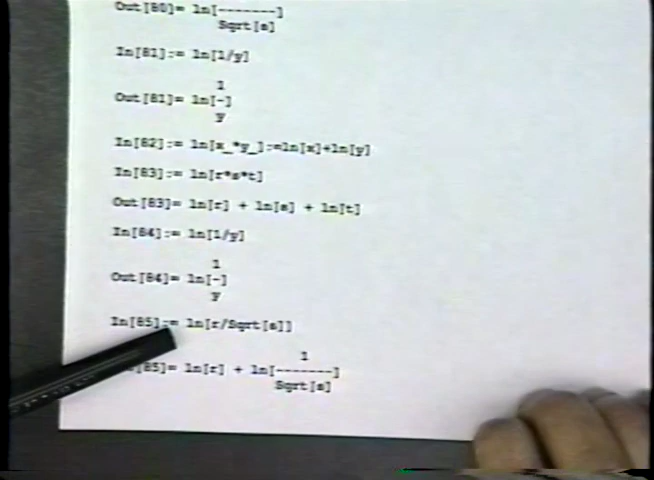 Out[80]= ln[-------]
Sqrt[s]
In[81]:= ln[1/y]
1
Out[81]= ln[-]
y
In[82]:= ln[x_*y_]:=ln[x]+ln[y]
In[83]:= ln[r*s*t]
Out[83]= ln[r] + ln[s] + ln[t]
In[84]:= ln[1/y]
1
Out[84]= ln[-]
y
In[85]:= ln[r/Sqrt[s]]
1
[85]= ln[r] + ln[-------]
Sqrt[s]